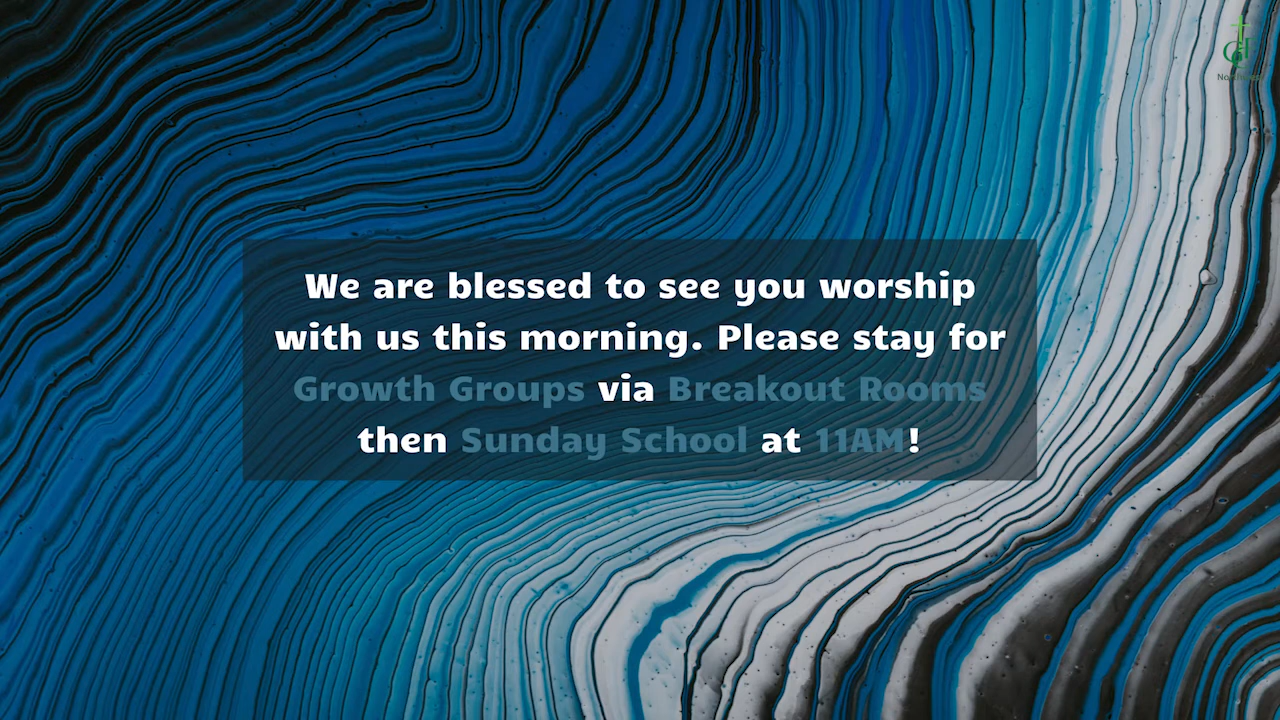 We are blessed to see you worship
with us this morning. Please stay for
Growth Groups via Breakout Rooms
then Sunday School at 11AM!